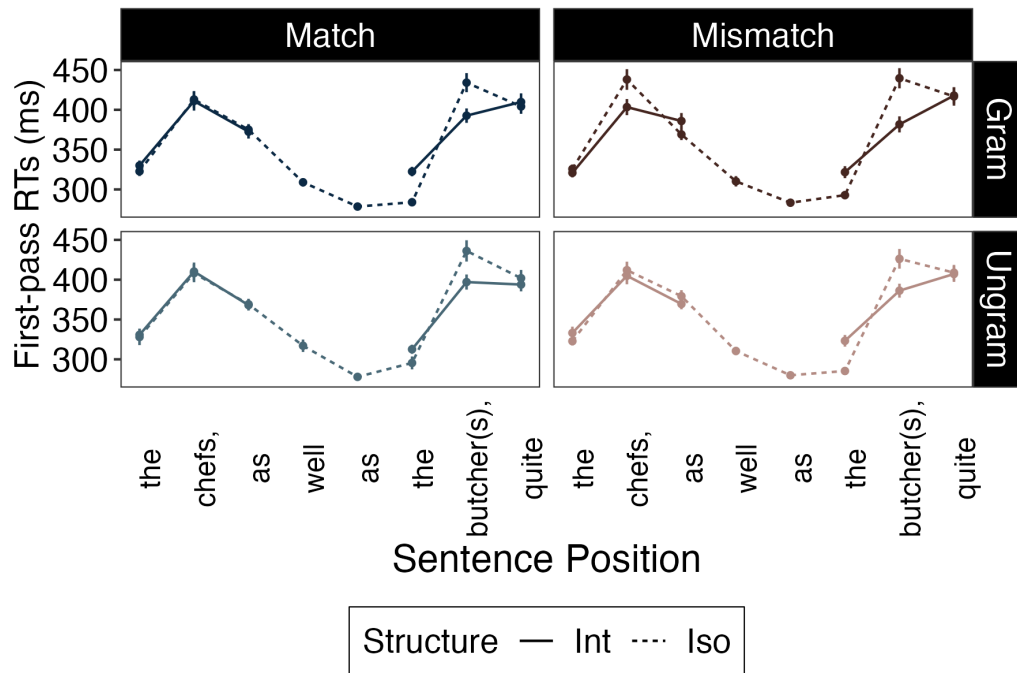 Match Mismatch
First-pass RTs (ms)
450
400
350
300
Gram
450
400
350
300
Ungram
the chefs, as well as the butcher(s), quite
the chefs, as well as the butcher(s), quite
Sentence Position
Structure Int Iso